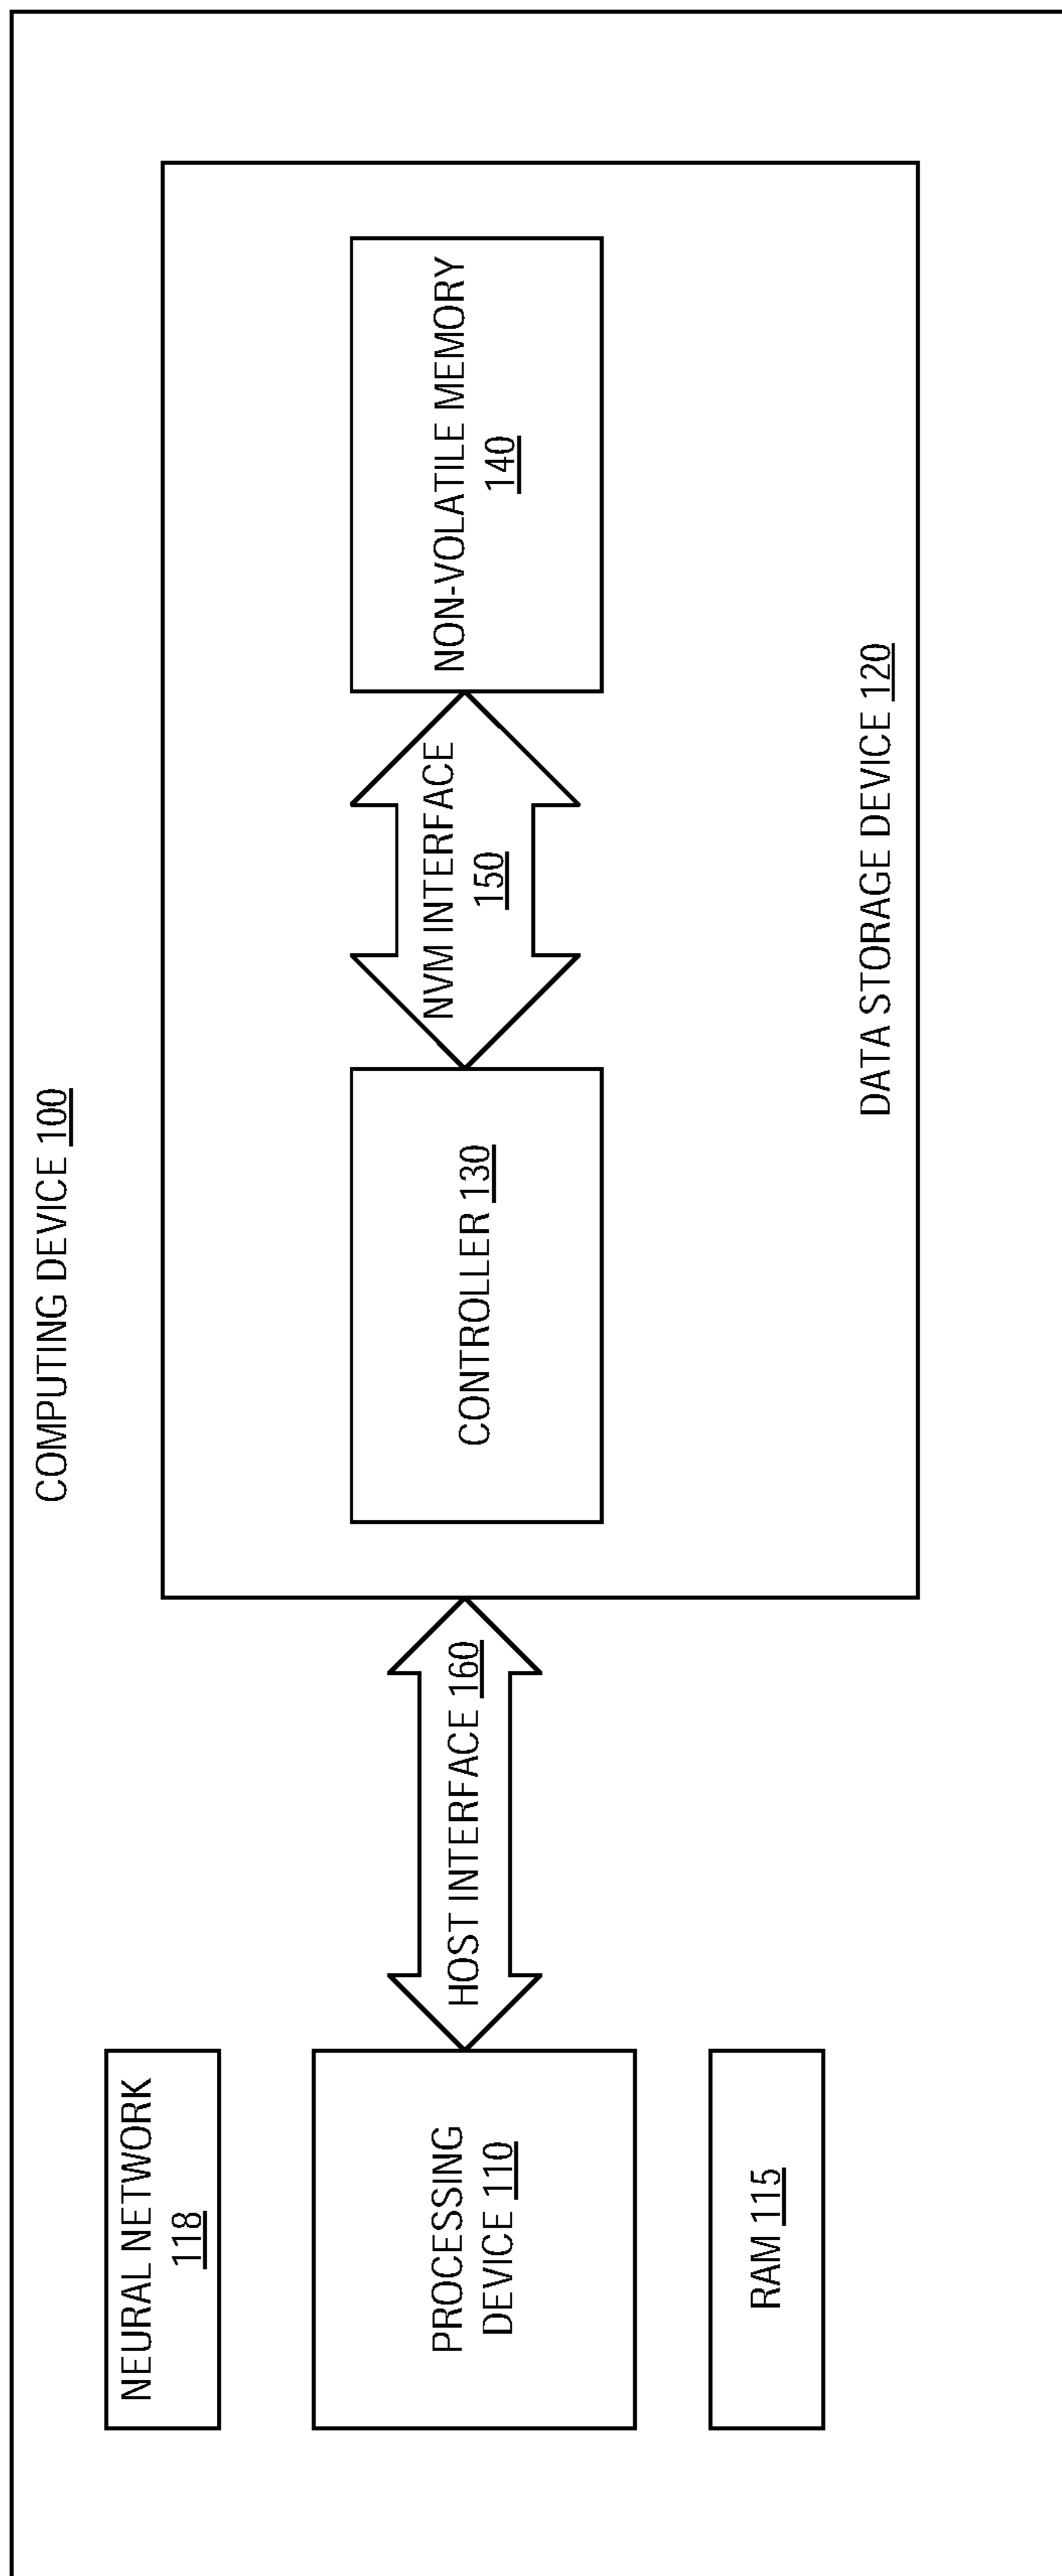 COMPUTING DEVICE 100
NEURAL NETWORK
118
PROCESSING
DEVICE 110
RAM 115
HOST INTERFACE 160
CONTROLLER 130
NVM INTERFACE
150
NON-VOLATILE MEMORY
140
DATA STORAGE DEVICE 120